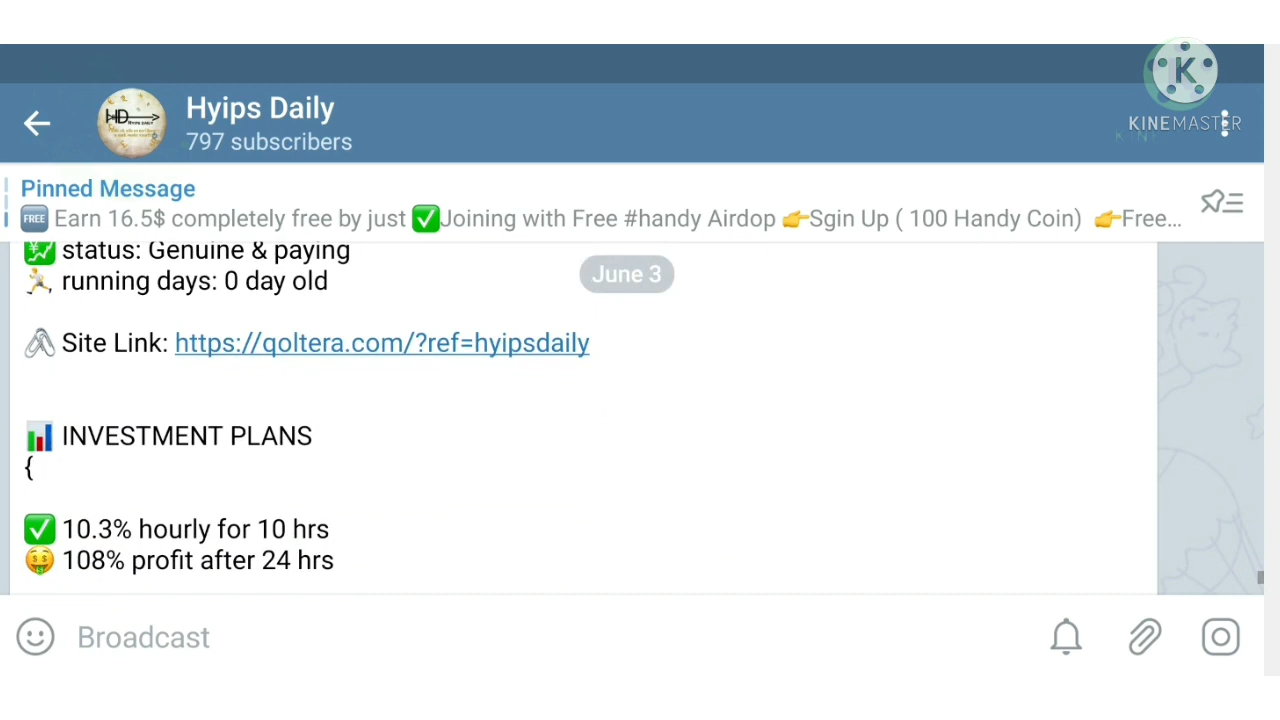 Hyips Daily
797 subscribers
KINEMASTER
Pinned Message
FREE Earn 16.5$ completely free by just ✅Joining with Free #handy Airdop 👉Sgin Up ( 100 Handy Coin) 👉Free...
💹 status: Genuine & paying
🏃 running days: 0 day old
June 3
🖇 Site Link: https://qoltera.com/?ref=hyipsdaily
📊 INVESTMENT PLANS
{
✅ 10.3% hourly for 10 hrs
🤑 108% profit after 24 hrs
Broadcast